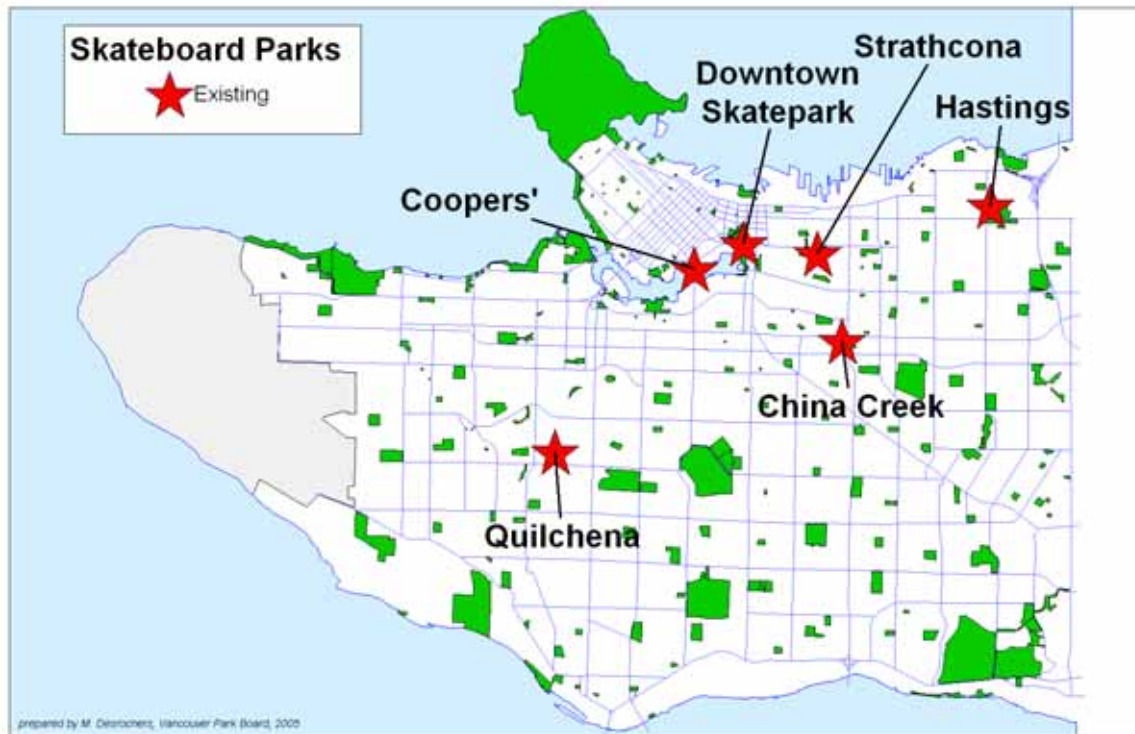 Skateboard Parks
Existing
Strathcona
Downtown
Skatepark
Hastings
Coopers'
China Creek
Quilchena
prepared by M. Desrochers, Vancouver Park Board, 2005